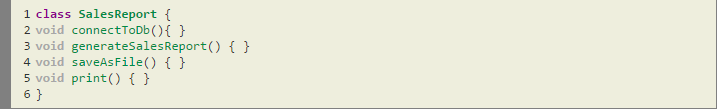 1 class SalesReport {
2 void connectToDb(){ }
3 void generateSalesReport() { }
4 void saveAsFile() { }
5 void print() { }
6 }